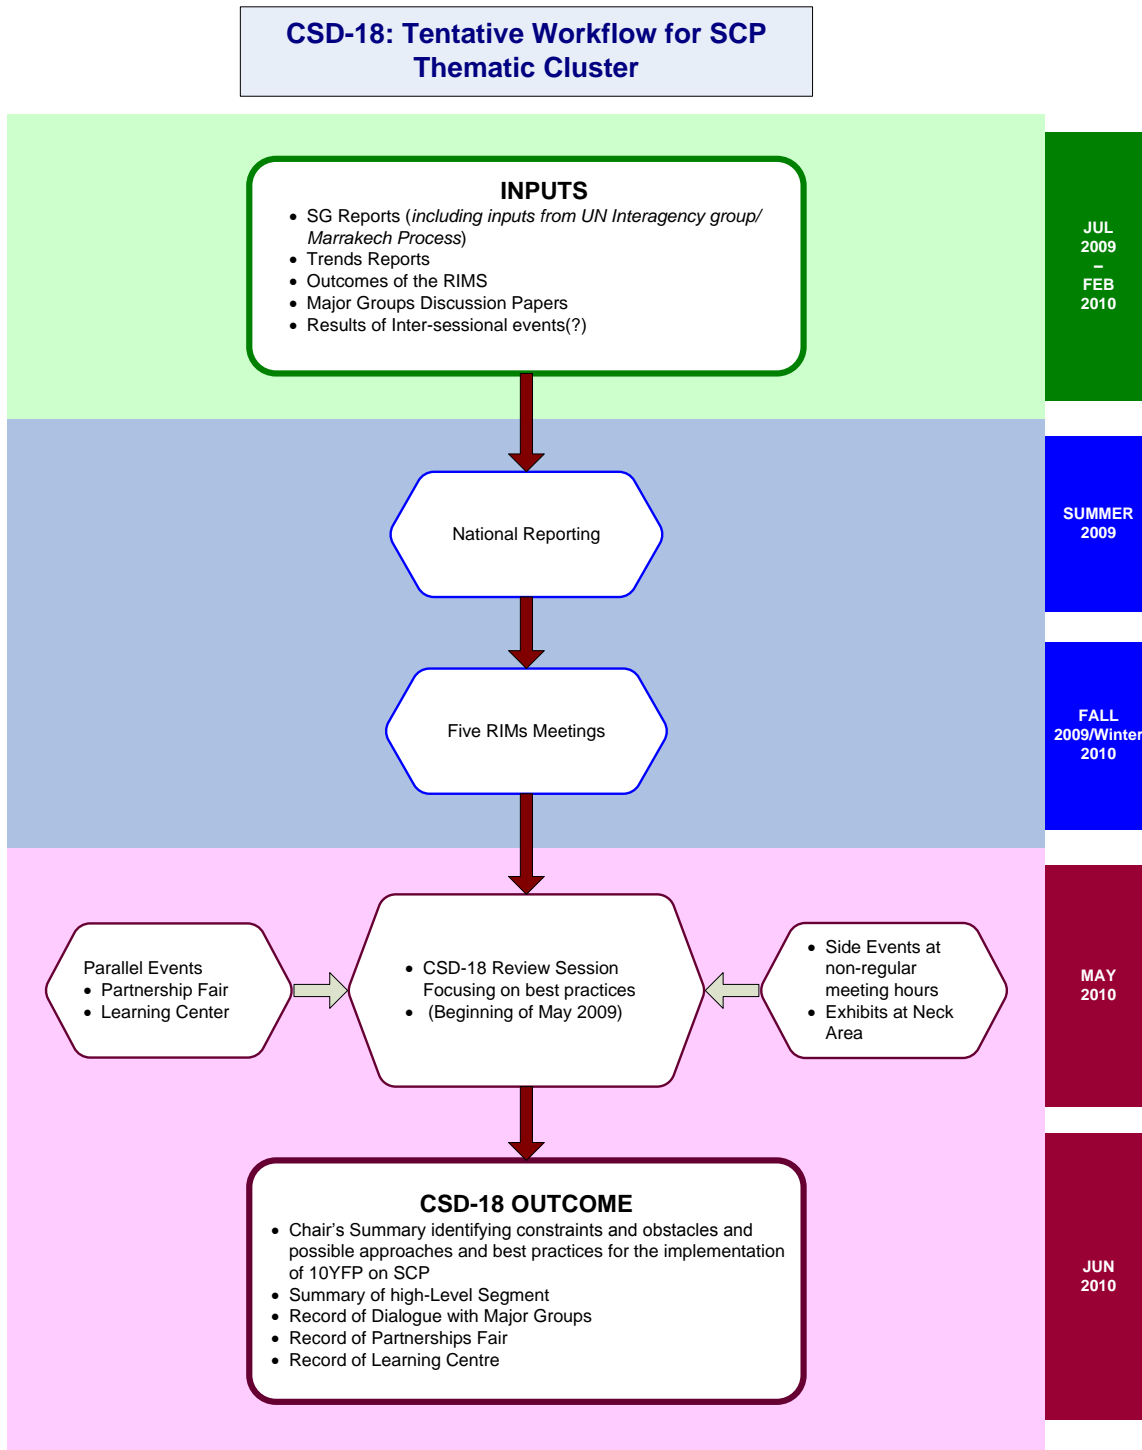 CSD-18: Tentative Workflow for SCP
Thematic Cluster
INPUTS
• SG Reports (including inputs from UN Interagency group/
Marrakech Process)
• Trends Reports
• Outcomes of the RIMS
• Major Groups Discussion Papers
• Results of Inter-sessional events(?)
JUL
2009
–
FEB
2010
National Reporting
SUMMER
2009
Five RIMs Meetings
FALL
2009/Winter
2010
Parallel Events
• Partnership Fair
• Learning Center
• CSD-18 Review Session
Focusing on best practices
• (Beginning of May 2009)
• Side Events at
non-regular
meeting hours
• Exhibits at Neck
Area
MAY
2010
CSD-18 OUTCOME
• Chair's Summary identifying constraints and obstacles and
possible approaches and best practices for the implementation
of 10YFP on SCP
• Summary of high-Level Segment
• Record of Dialogue with Major Groups
• Record of Partnerships Fair
• Record of Learning Centre
JUN
2010